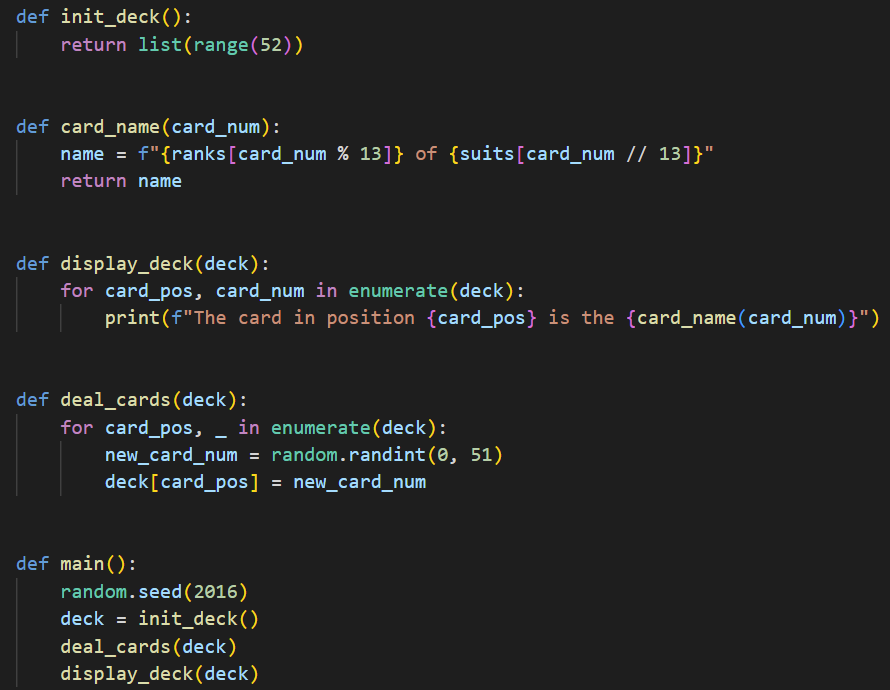 def init_deck():
    return list(range(52))
def card_name(card_num):
    name = f"{ranks[card_num % 13]} of {suits[card_num // 13]}"
    return name
def display_deck(deck):
    for card_pos, card_num in enumerate(deck):
        print(f"The card in position {card_pos} is the {card_name(card_num)}")
def deal_cards(deck):
    for card_pos, _ in enumerate(deck):
        new_card_num = random.randint(0, 51)
        deck[card_pos] = new_card_num
def main():
    random.seed(2016)
    deck = init_deck()
    deal_cards(deck)
    display_deck(deck)